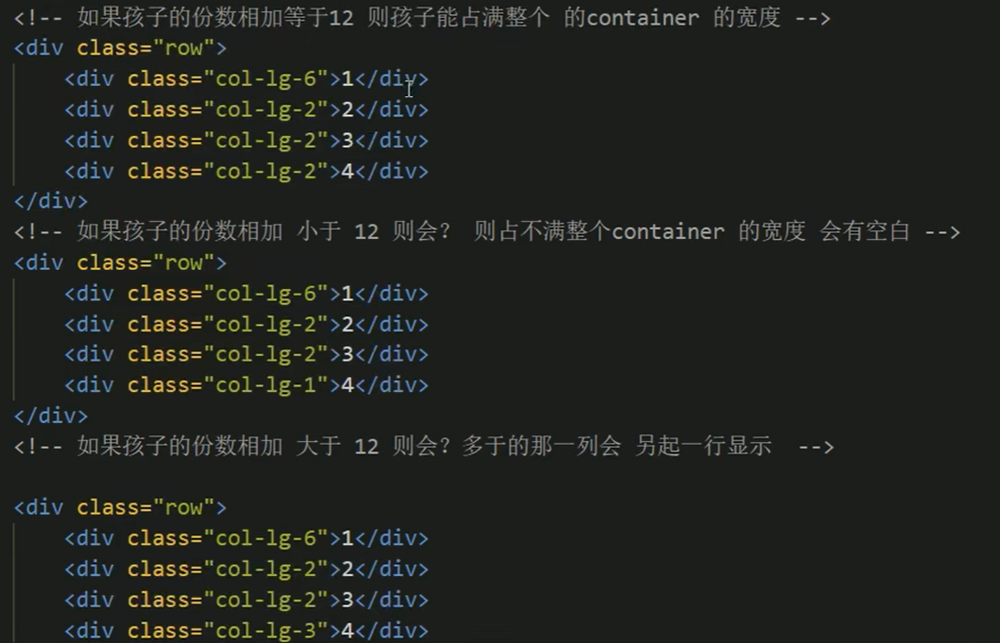 <!-- 如果孩子的份数相加等于12 则孩子能占满整个 的container 的宽度 -->
<div class="row">
<div class="col-lg-6">1</div>
<div class="col-lg-2">2</div>
<div class="col-lg-2">3</div>
<div class="col-lg-2">4</div>
</div>
<!-- 如果孩子的份数相加 小于 12 则会？ 则占不满整个container 的宽度 会有空白 -->
<div class="row">
<div class="col-lg-6">1</div>
<div class="col-lg-2">2</div>
<div class="col-lg-2">3</div>
<div class="col-lg-1">4</div>
</div>
<!-- 如果孩子的份数相加 大于 12 则会？多于的那一列会 另起一行显示  -->
<div class="row">
<div class="col-lg-6">1</div>
<div class="col-lg-2">2</div>
<div class="col-lg-2">3</div>
<div class="col-lg-3">4</div>